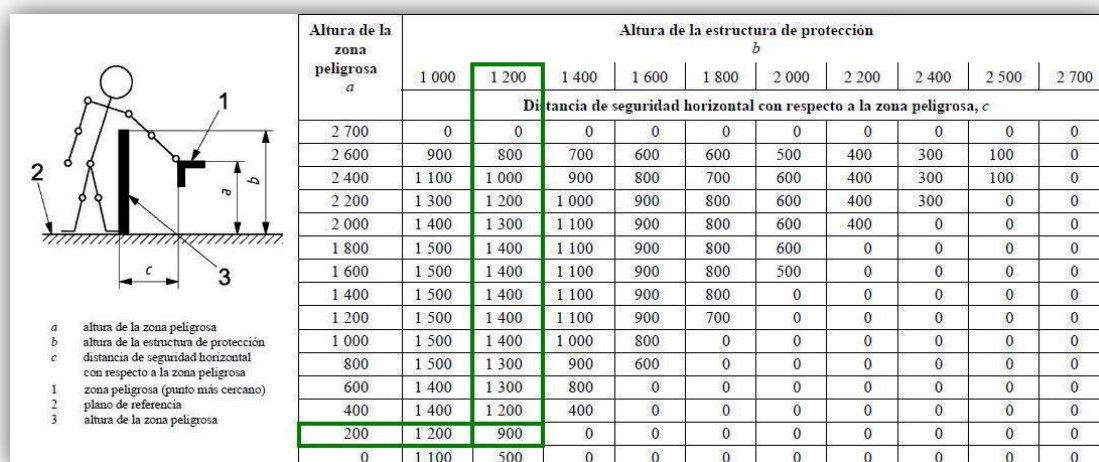 1
2
a
b
c
3
a altura de la zona peligrosa
b altura de la estructura de protección
c distancia de seguridad horizontal
con respecto a la zona peligrosa
1 zona peligrosa (punto más cercano)
2 plano de referencia
3 altura de la zona peligrosa
Altura de la zona peligrosa a
Altura de la estructura de protección
b
1 000 1 200 1 400 1 600 1 800 2 000 2 200 2 400 2 500 2 700
Distancia de seguridad horizontal con respecto a la zona peligrosa, c
2 700 0 0 0 0 0 0 0 0 0 0
2 600 900 800 700 600 600 500 400 300 100 0
2 400 1 100 1 000 900 800 700 600 400 300 100 0
2 200 1 300 1 200 1 000 900 800 600 400 300 0 0
2 000 1 400 1 300 1 100 900 800 600 400 0 0 0
1 800 1 500 1 400 1 100 900 800 600 0 0 0 0
1 600 1 500 1 400 1 100 900 800 500 0 0 0 0
1 400 1 500 1 400 1 100 900 800 0 0 0 0 0
1 200 1 500 1 400 1 100 900 700 0 0 0 0 0
1 000 1 500 1 400 1 000 800 0 0 0 0 0 0
800 1 500 1 300 900 600 0 0 0 0 0 0
600 1 400 1 300 800 0 0 0 0 0 0 0
400 1 400 1 200 400 0 0 0 0 0 0 0
200 1 200 900 0 0 0 0 0 0 0 0
0 1 100 500 0 0 0 0 0 0 0 0